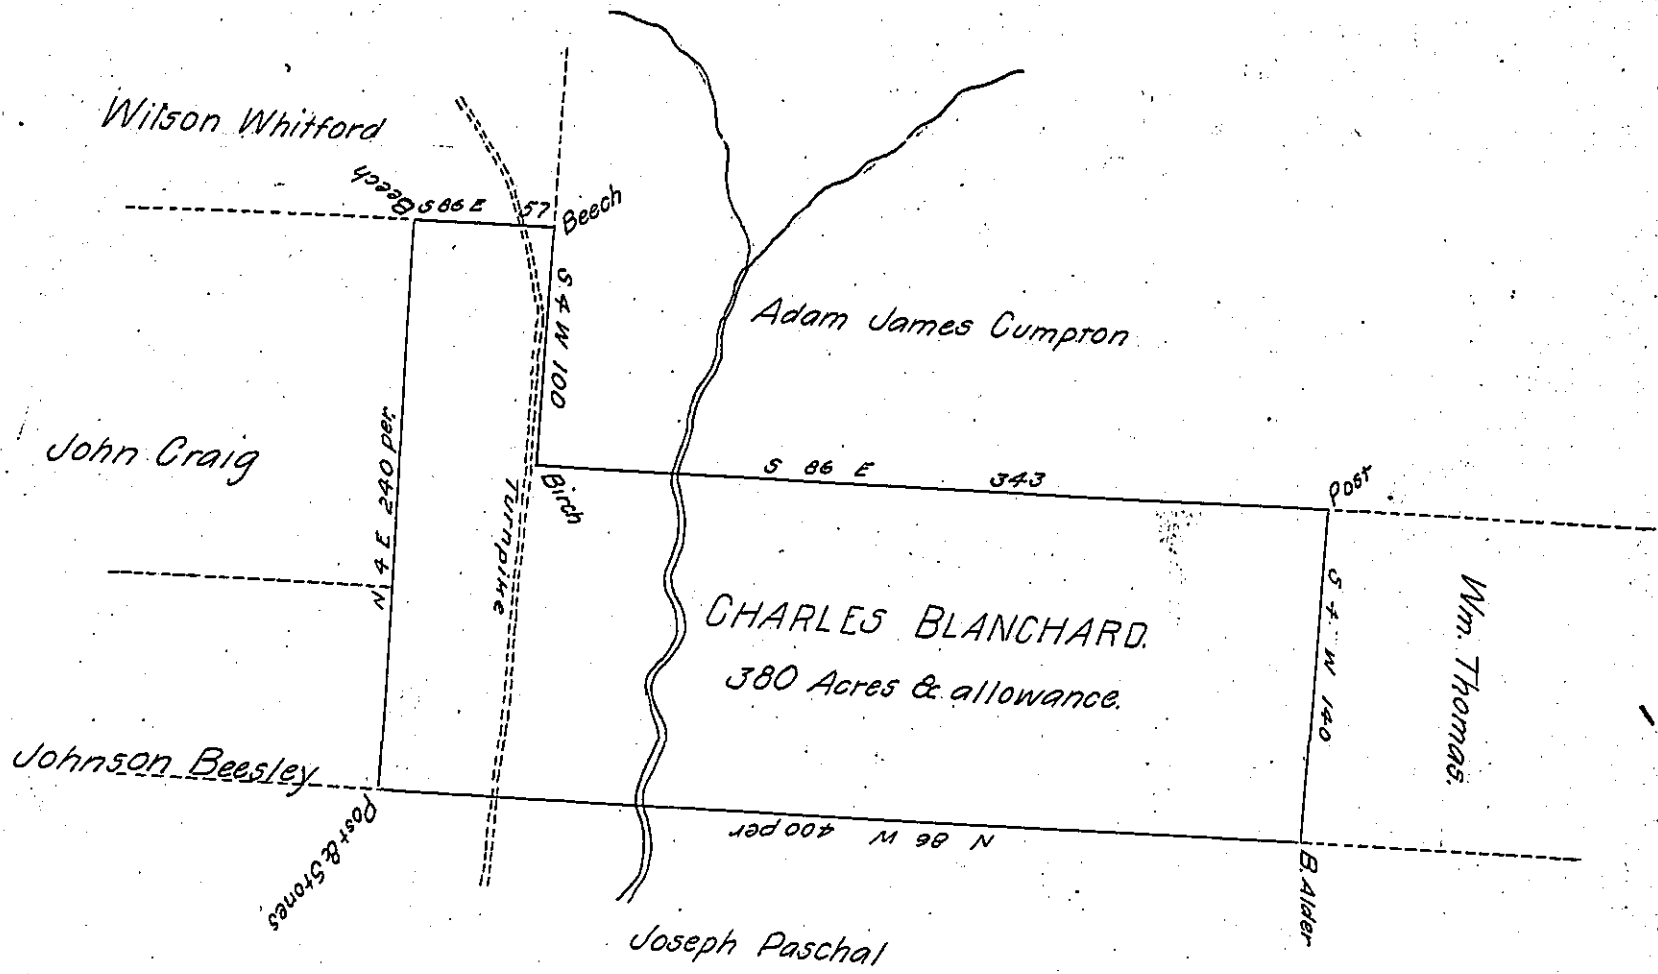 Wilson Whitford
Beech
S 86 E 57
Beech
S 4 W 100
Adam James Cumpton
John Craig
N 4 E 240 per.
Turnpike
Birch
S 86 E 343
Post
S 4 W 140
Wm. Thomas.
CHARLES BLANCHARD.
380 Acres & allowance.
Johnson Beesley
Post & Stones
N 86 W 400 per
B. Alder
Joseph Paschal